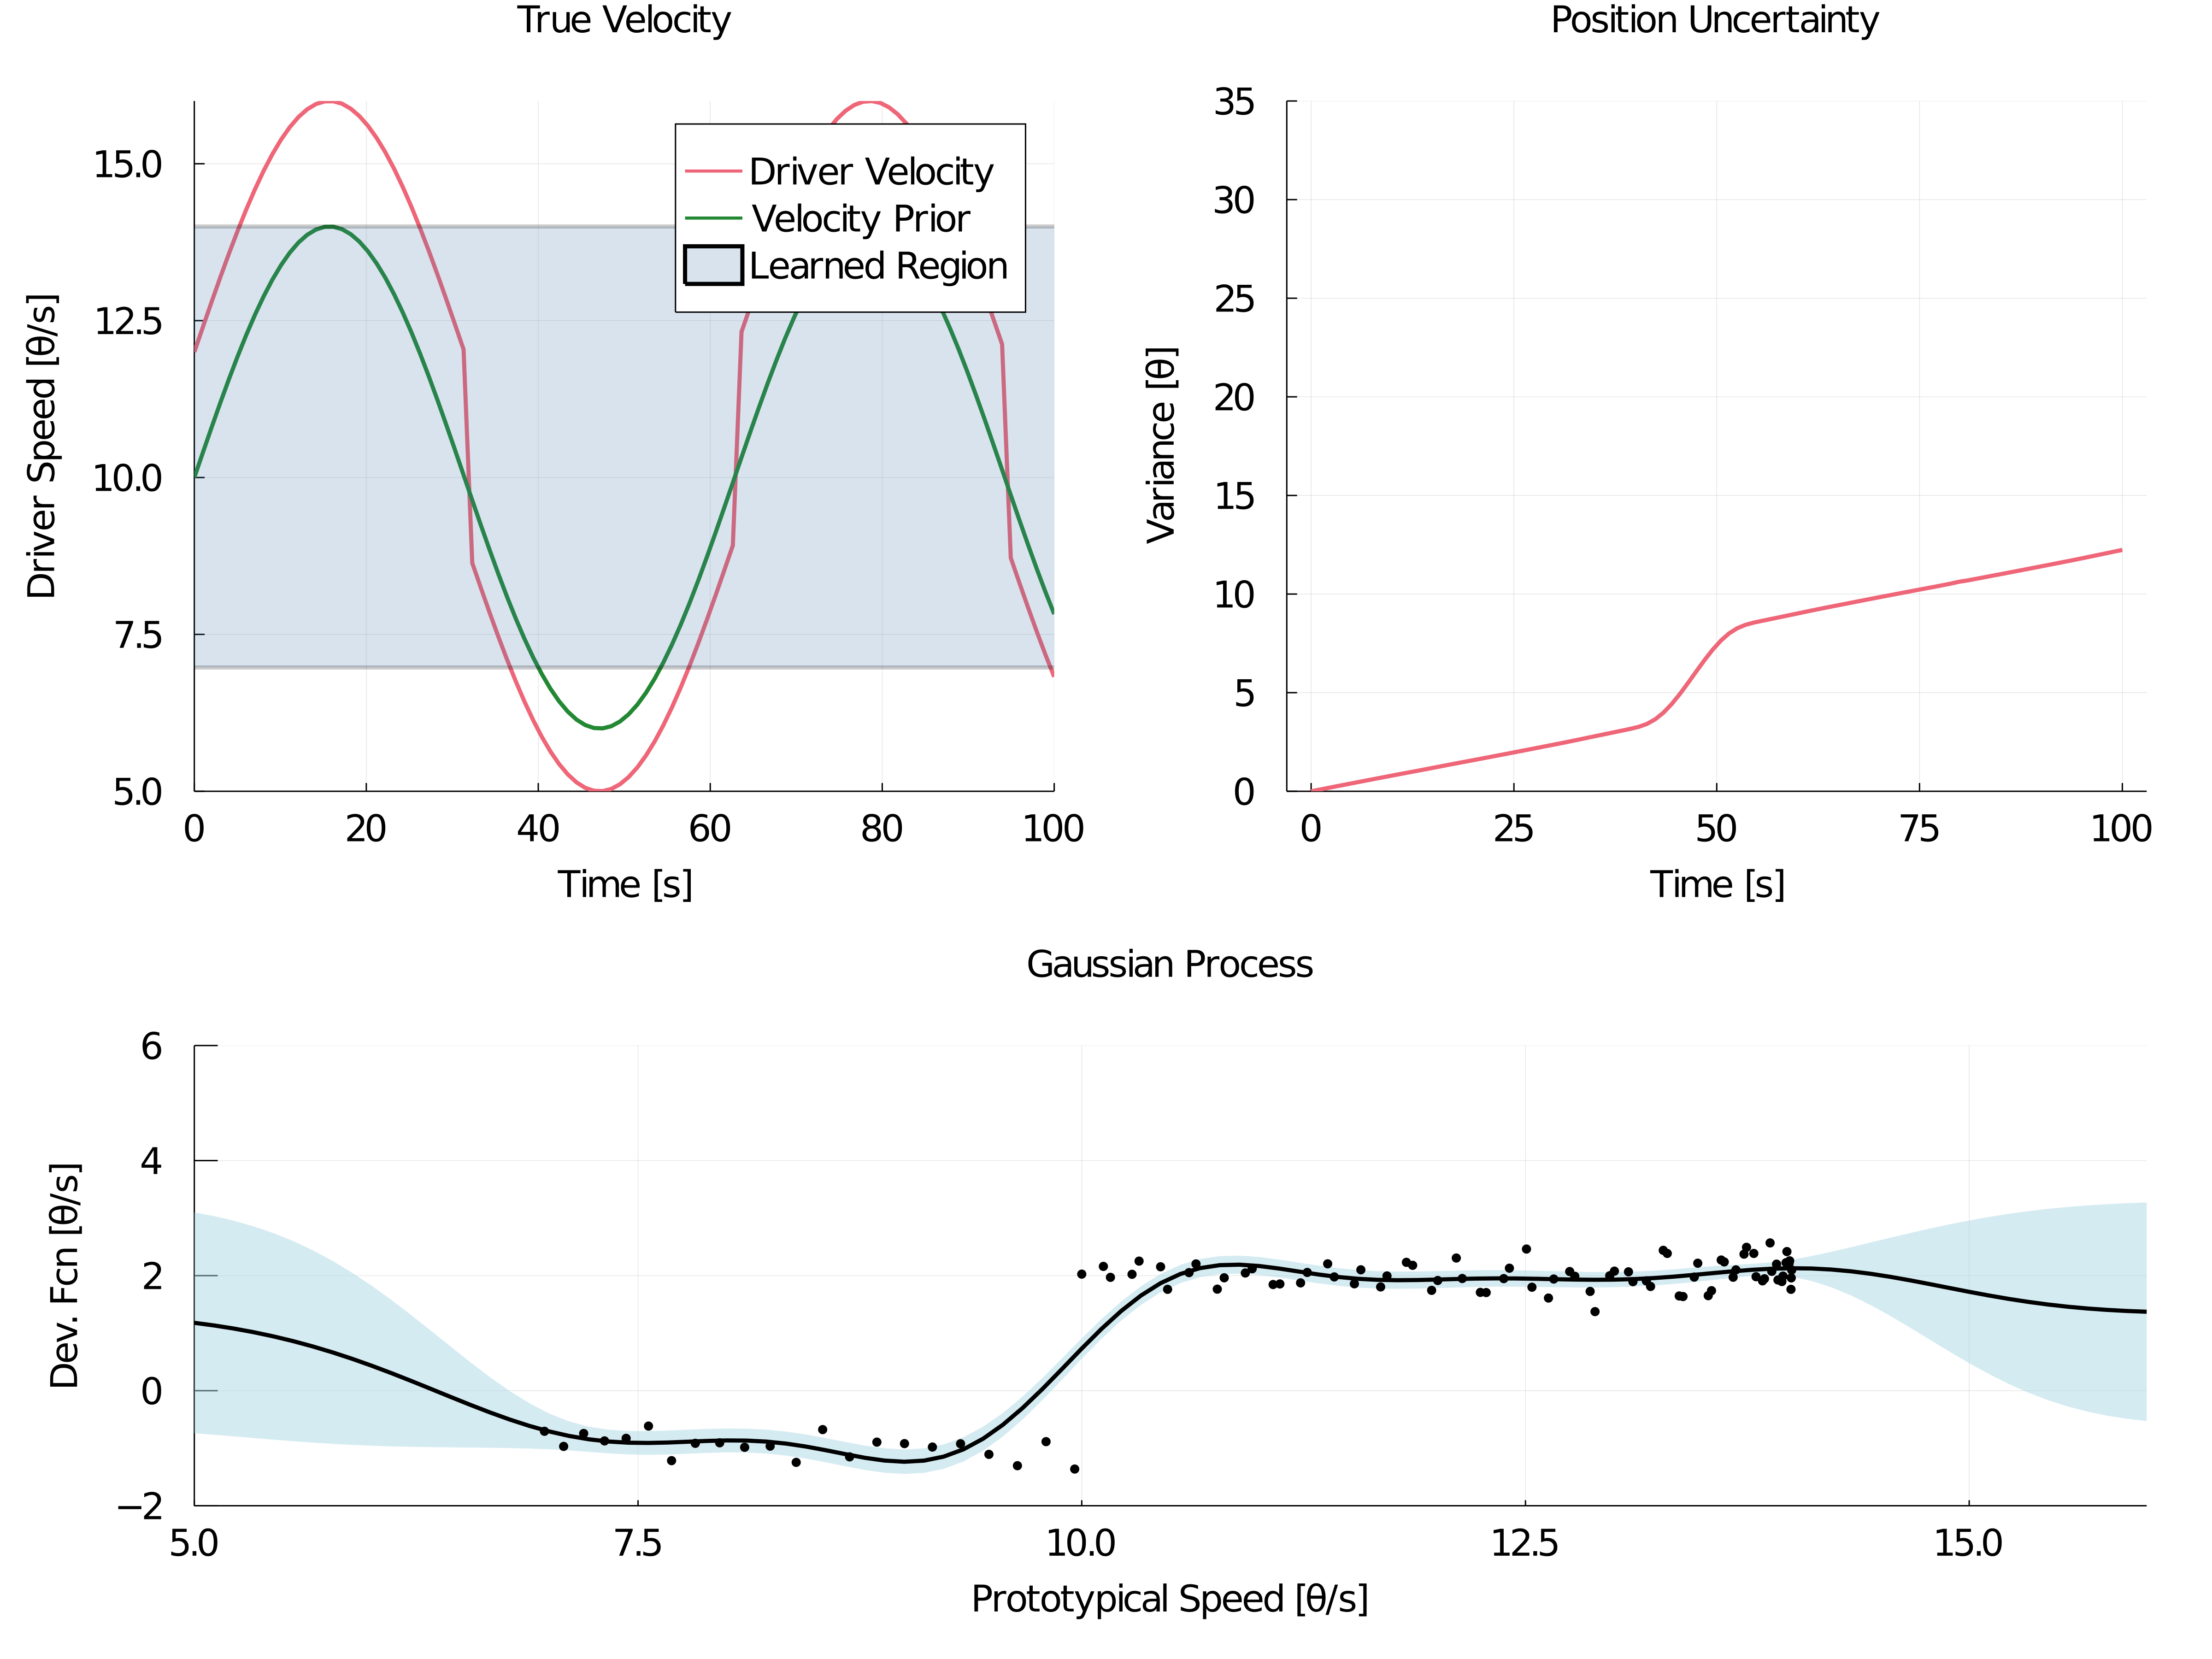 True Velocity
Position Uncertainty
Driver Speed [θ/s]
15.0
12.5
10.0
7.5
5.0
Driver Velocity
Velocity Prior
Learned Region
0 20 40 60 80 100
Time [s]
Variance [θ]
35
30
25
20
15
10
5
0
0 25 50 75 100
Time [s]
Gaussian Process
Dev. Fcn [θ/s]
6
4
2
0
−2
5.0 7.5 10.0 12.5 15.0
Prototypical Speed [θ/s]